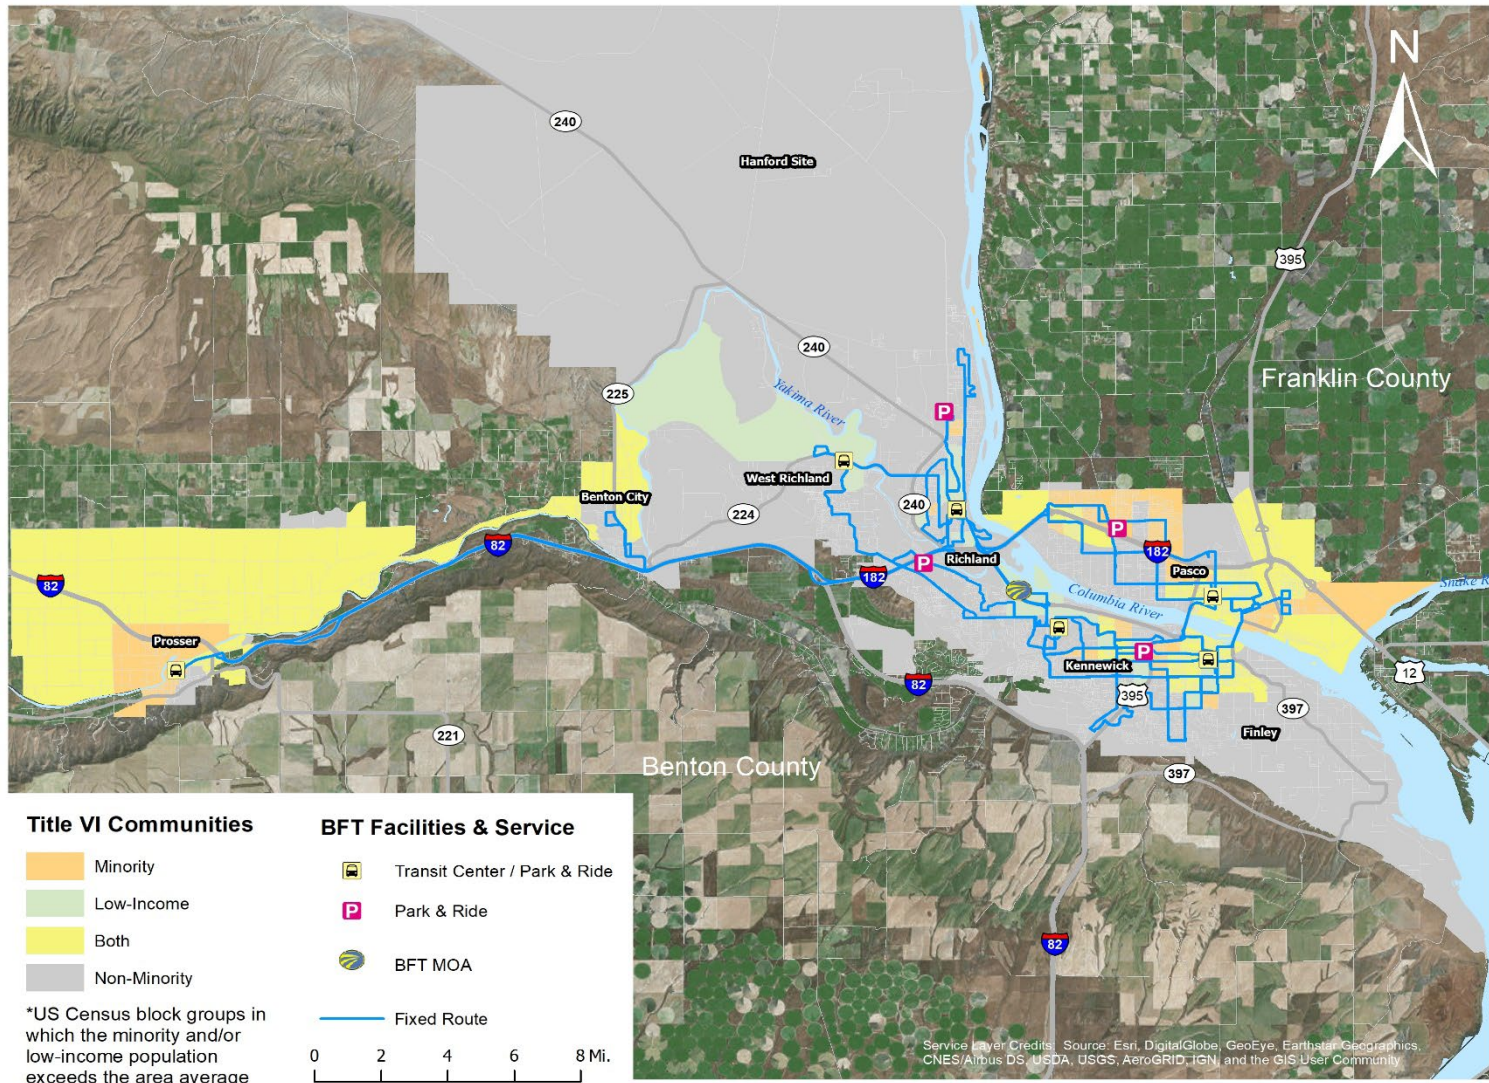 N
240
Hanford Site
395
240
Franklin County
225
Yakima River
P
West Richland
Benton City
224
240
P
82
182
Richland
Pasco
182
P
82
Columbia River
Snake R
Prosser
Kennewick
P
12
82
395
397
Finley
221
Benton County
397
82
Title VI Communities
Minority
Low-Income
Both
Non-Minority
*US Census block groups in
which the minority and/or
low-income population
exceeds the area average
BFT Facilities & Service
Transit Center / Park & Ride
P
Park & Ride
BFT MOA
Fixed Route
0 2 4 6 8 Mi.
Service Layer Credits: Source: Esri, DigitalGlobe, GeoEye, Earthstar Geographics,
CNES/Airbus DS, USDA, USGS, AeroGRID, IGN, and the GIS User Community